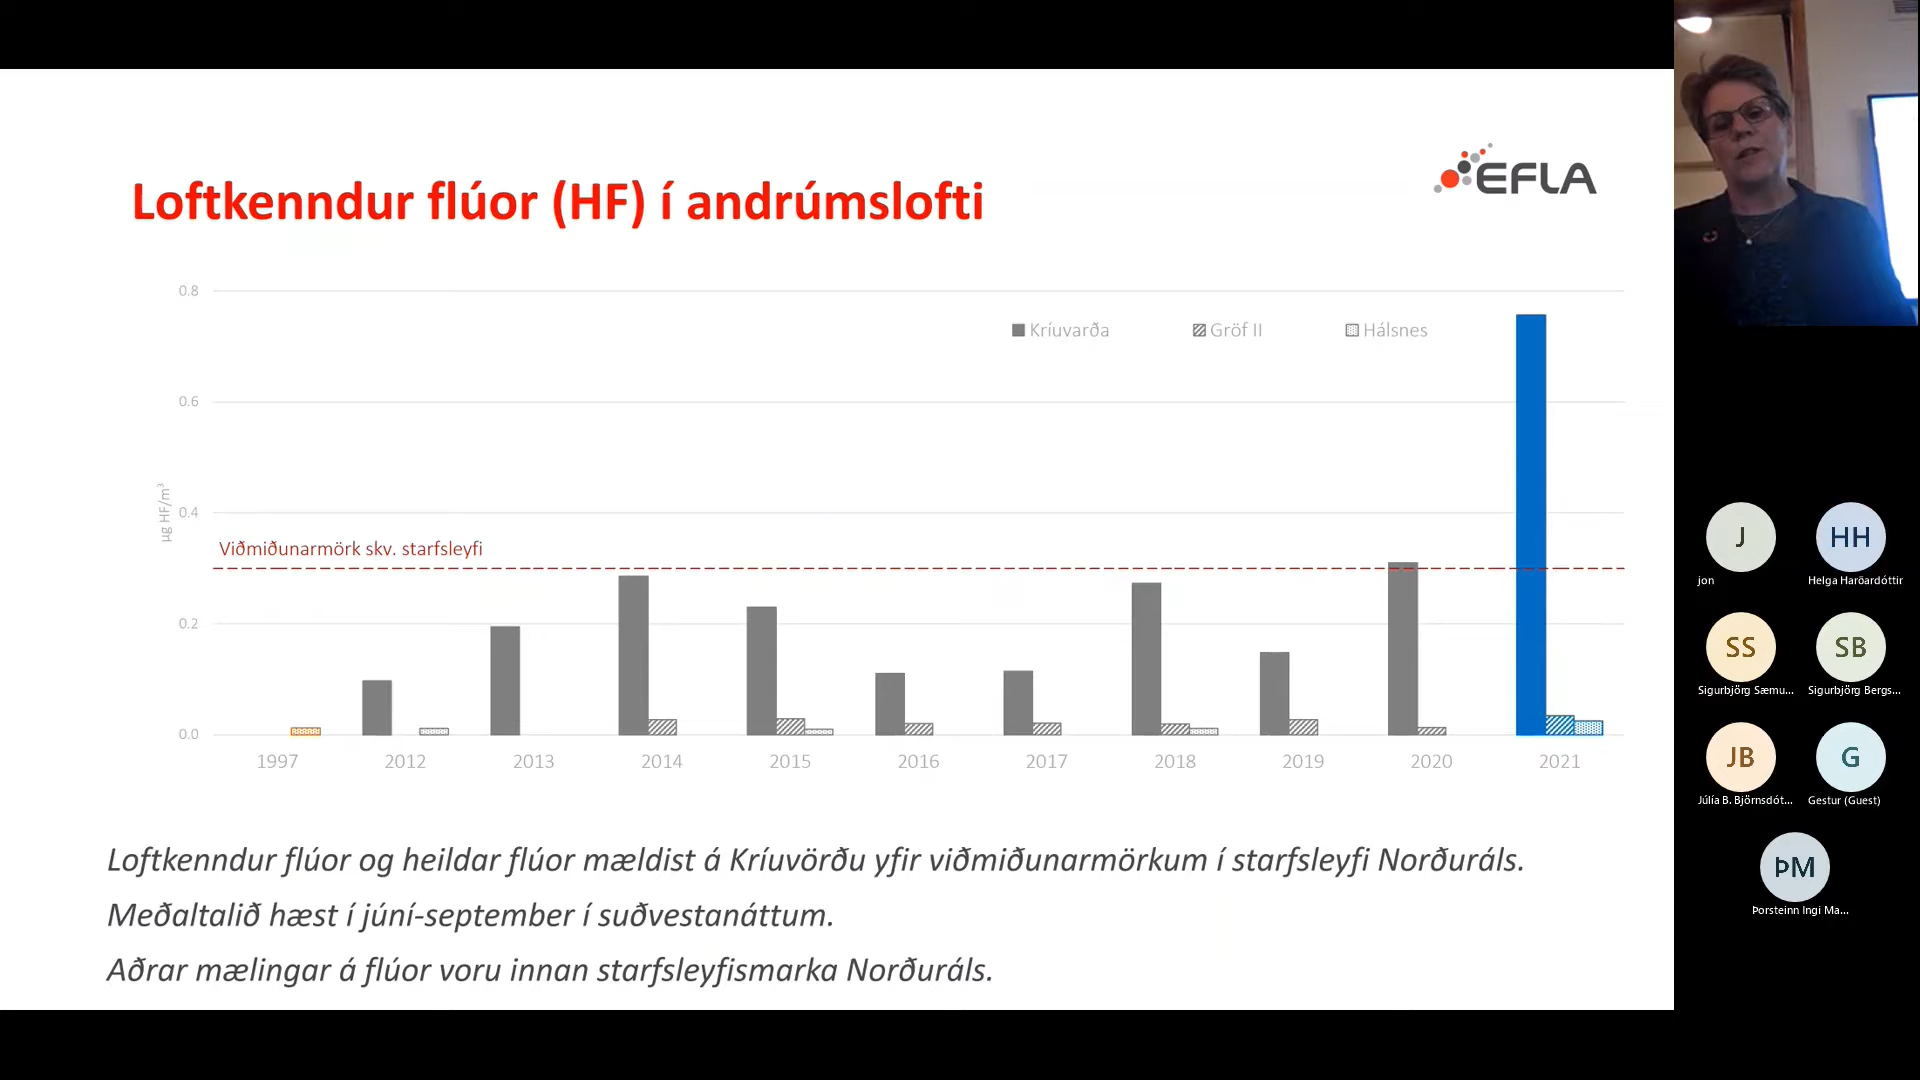 EFLA
Loftkenndur flúor (HF) í andrúmslofti
0.8
Kríuvarða
Gröf II
Hálsnes
0.6
µg HF/m³
0.4
Viðmiðunarmörk skv. starfsleyfi
0.2
0.0
1997 2012 2013 2014 2015 2016 2017 2018 2019 2020 2021
Loftkenndur flúor og heildar flúor mældist á Kríuvörðu yfir viðmiðunarmörkum í starfsleyfi Norðuráls.
Meðaltalið hæst í júní-september í suðvestanáttum.
Aðrar mælingar á flúor voru innan starfsleyfismarka Norðuráls.
J
jon
HH
Helga Harðardóttir
SS
Sigurbjörg Sæmu...
SB
Sigurbjörg Bergs...
JB
Júlía B. Björnsdót...
G
Gestur (Guest)
ÞM
Þorsteinn Ingi Ma...